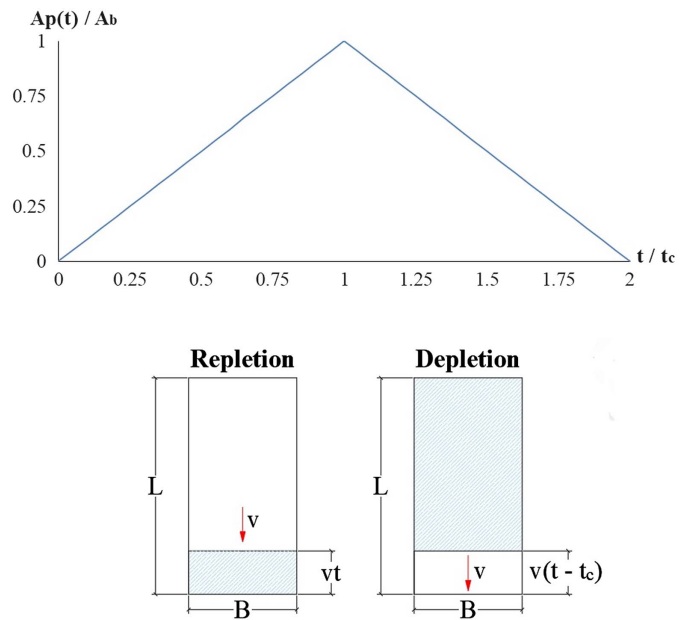 Ap(t) / Ab
1
0.75
0.5
0.25
0
0 0.25 0.5 0.75 1 1.25 1.5 1.75 2
t / tc
Repletion Depletion
L L
v
vt v v(t - tc)
B B